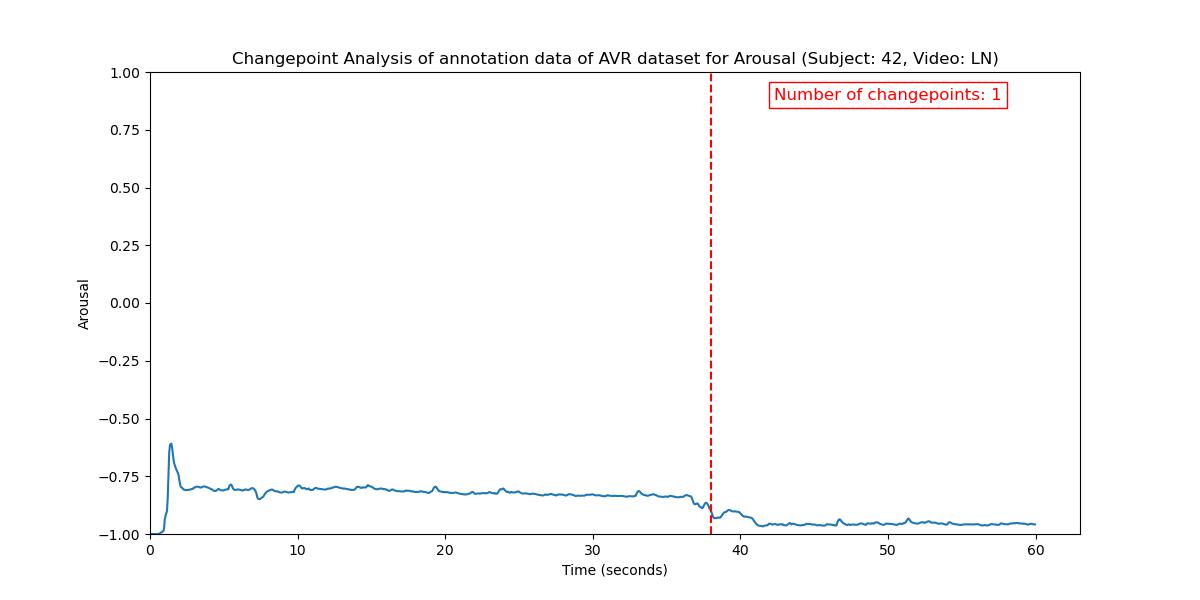 Changepoint Analysis of annotation data of AVR dataset for Arousal (Subject: 42, Video: LN)
Number of changepoints: 1
Arousal
1.00
0.75
0.50
0.25
0.00
−0.25
−0.50
−0.75
−1.00
0 10 20 30 40 50 60
Time (seconds)